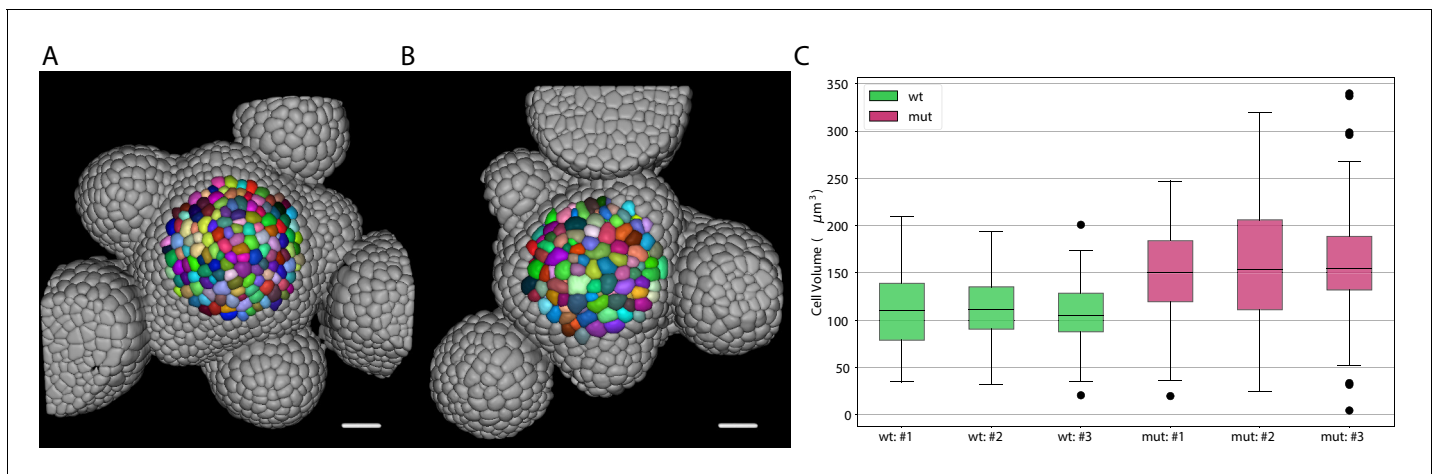 A
B
C
Cell Volume ( μm³)
350
300
250
200
150
100
50
0
wt
mut
wt: #1
wt: #2
wt: #3
mut: #1
mut: #2
mut: #3